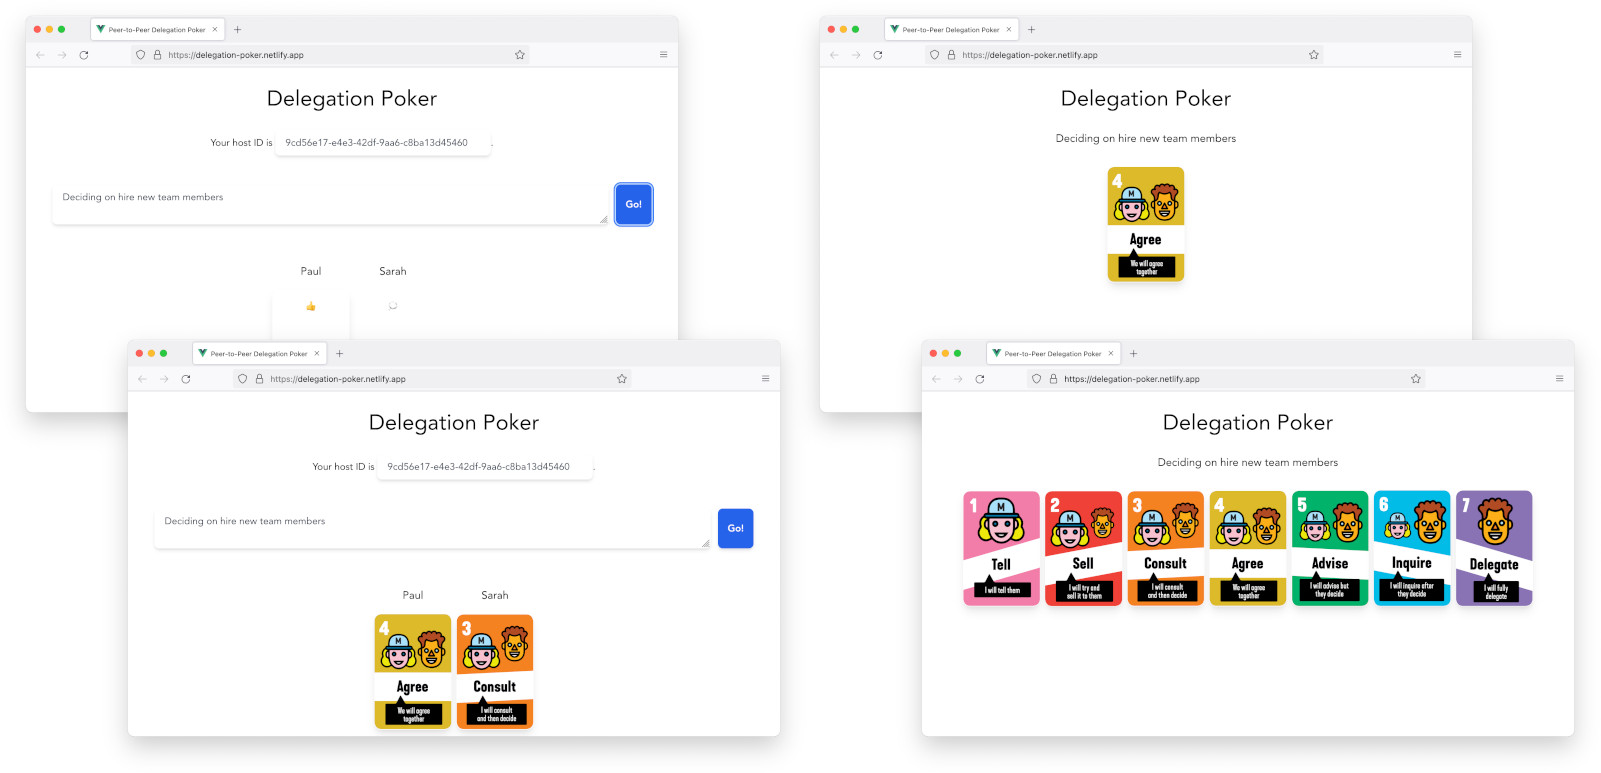 Peer-to-Peer Delegation Poker
https://delegation-poker.netlify.app
Delegation Poker
Your host ID is 9cd56e17-e4e3-42df-9aa6-c8ba13d45460 .
Deciding on hire new team members
Go!
Paul Sarah
Peer-to-Peer Delegation Poker
https://delegation-poker.netlify.app
Delegation Poker
Deciding on hire new team members
4
M
Agree
We will agree
together
Peer-to-Peer Delegation Poker
https://delegation-poker.netlify.app
Delegation Poker
Your host ID is 9cd56e17-e4e3-42df-9aa6-c8ba13d45460 .
Deciding on hire new team members
Go!
Paul Sarah
4
M
Agree
We will agree
together
3
M
Consult
I will consult
and then decide
Peer-to-Peer Delegation Poker
https://delegation-poker.netlify.app
Delegation Poker
Deciding on hire new team members
1
M
Tell
I will tell them
2
M
Sell
I will try and
sell it to them
3
M
Consult
I will consult
and then decide
4
M
Agree
We will agree
together
5
M
Advise
I will advise but
they decide
6
M
Inquire
I will inquire after
they decide
7
Delegate
I will fully
delegate